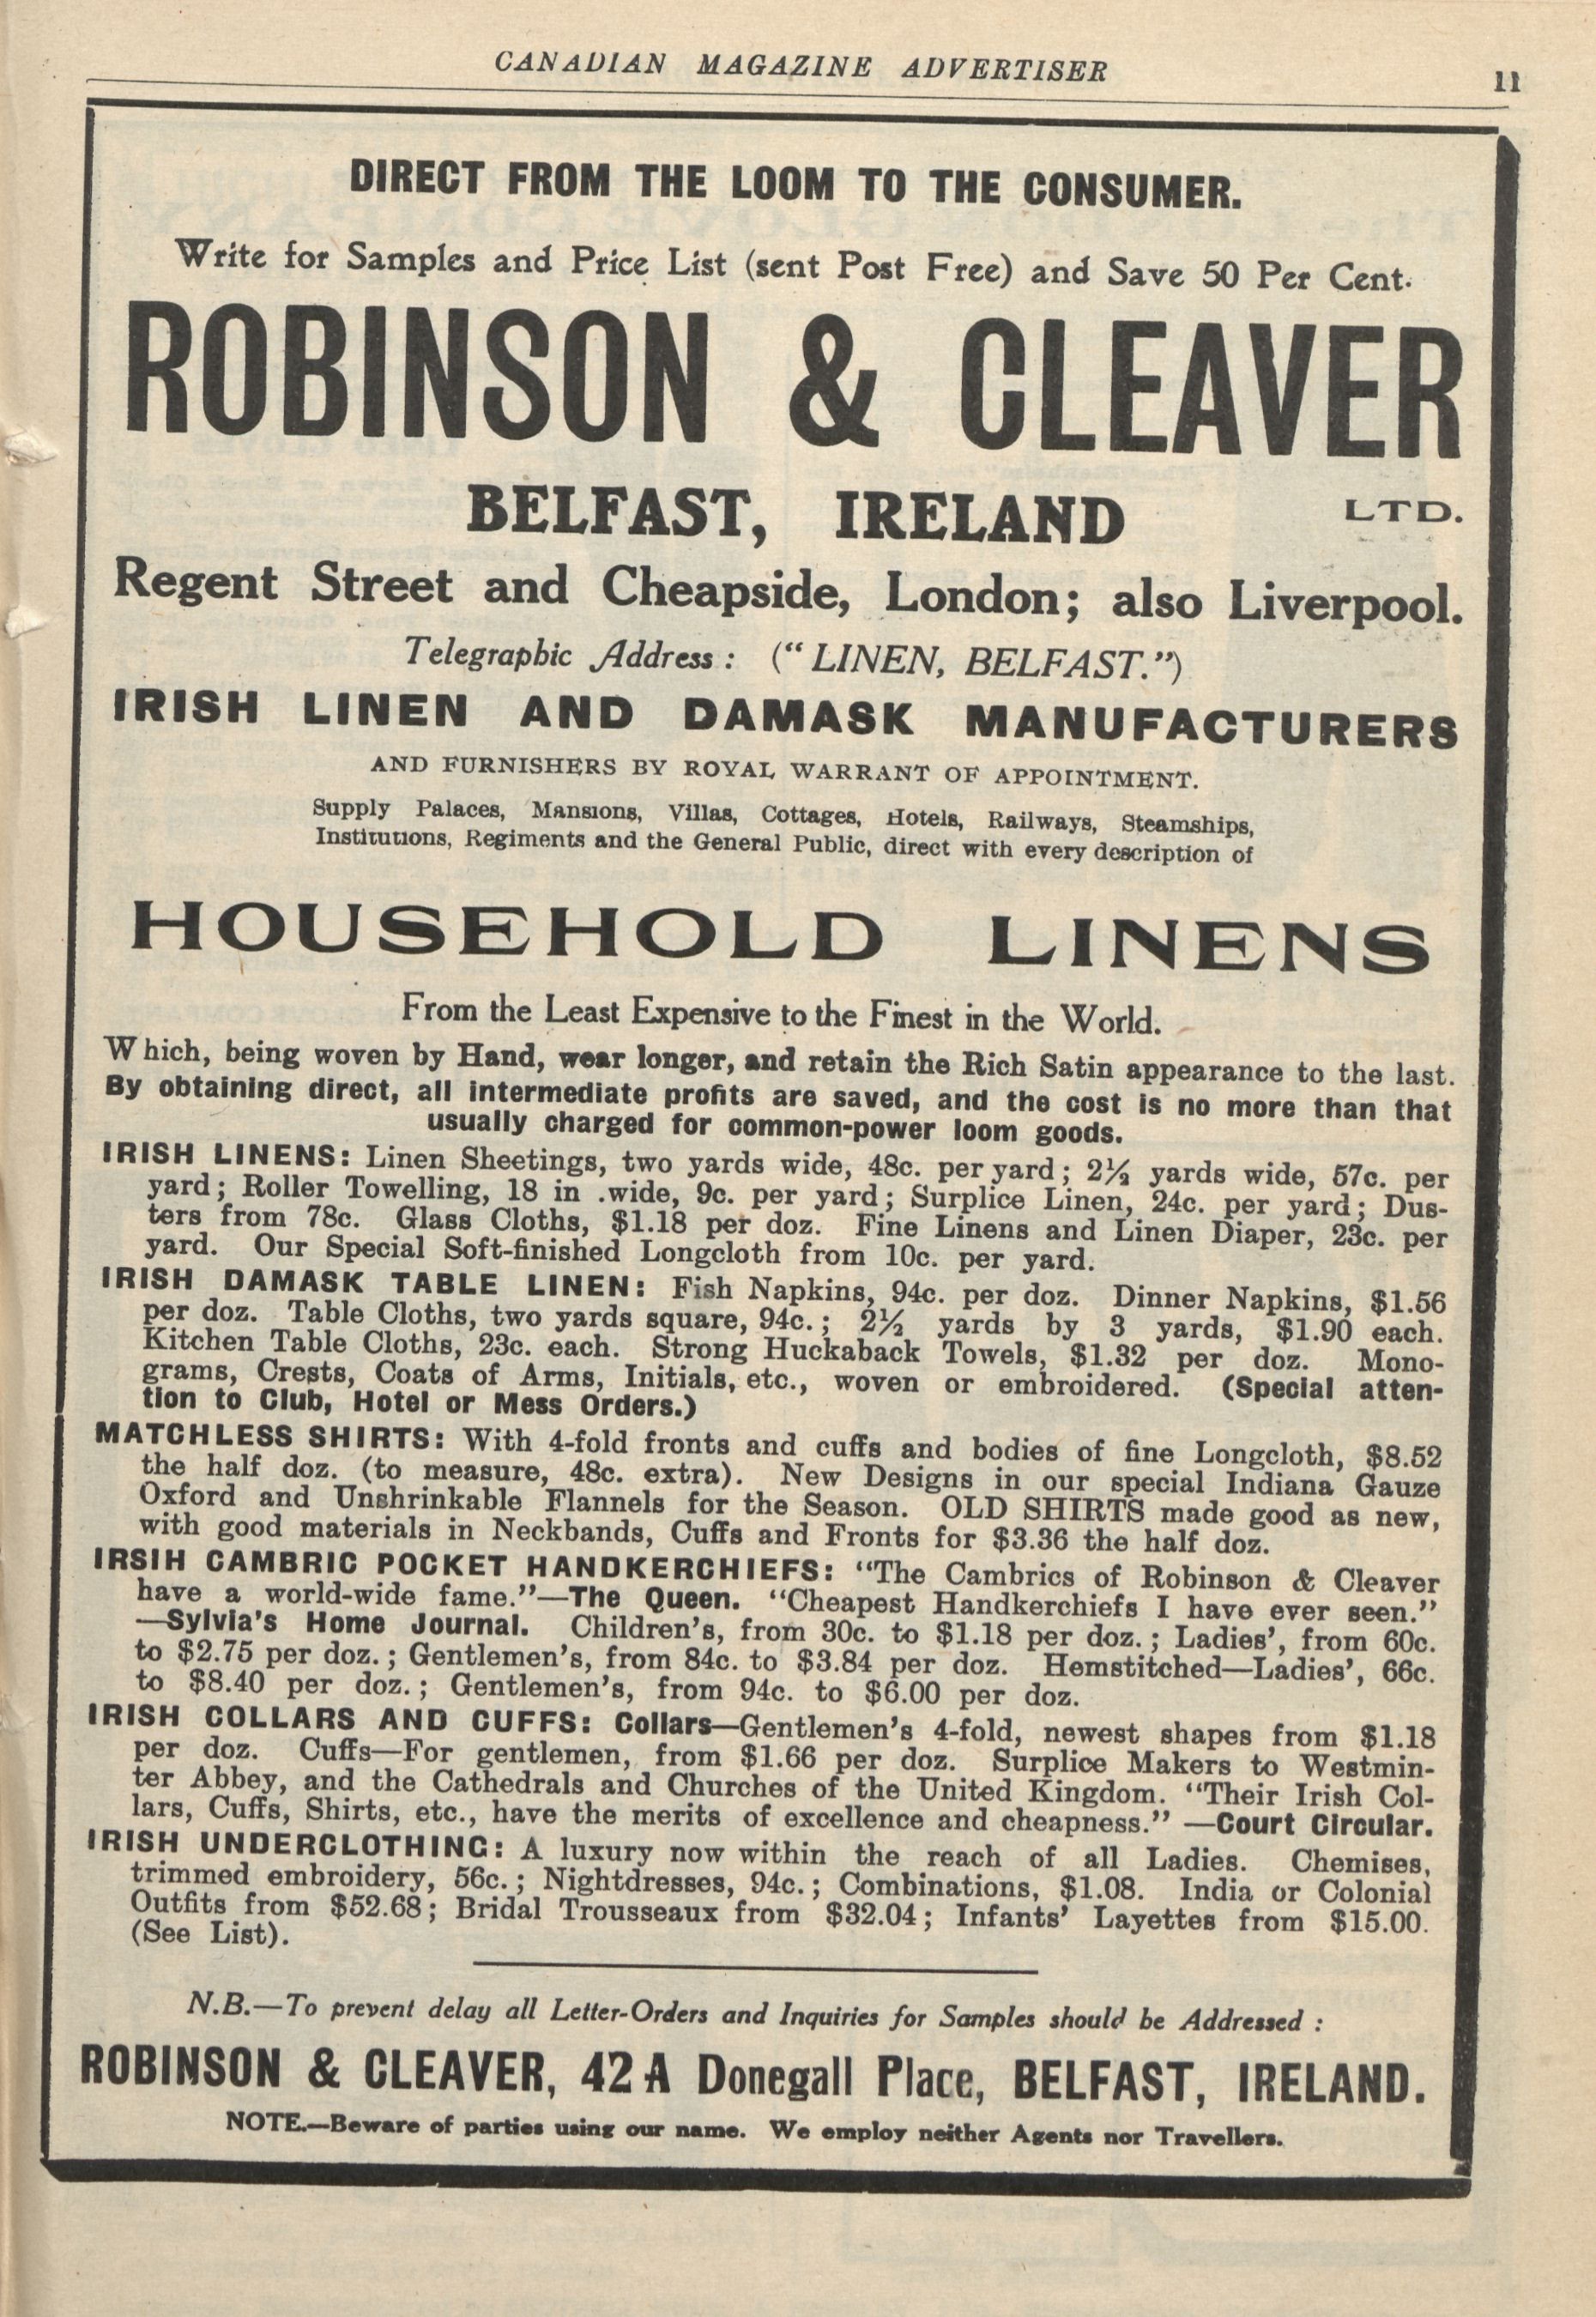 CANADIAN MAGAZINE ADVERTISER 11
DIRECT FROM THE LOOM TO THE CONSUMER.
Write for Samples and Price List (sent Post Free) and Save 50 Per Cent.
ROBINSON & CLEAVER
BELFAST, IRELAND LTD.
Regent Street and Cheapside, London; also Liverpool.
Telegraphic Address: ("LINEN, BELFAST.")
IRISH LINEN AND DAMASK MANUFACTURERS
AND FURNISHERS BY ROYAL WARRANT OF APPOINTMENT.
Supply Palaces, Mansions, Villas, Cottages, Hotels, Railways, Steamships,
Institutions, Regiments and the General Public, direct with every description of
HOUSEHOLD LINENS
From the Least Expensive to the Finest in the World.
Which, being woven by Hand, wear longer, and retain the Rich Satin appearance to the last.
By obtaining direct, all intermediate profits are saved, and the cost is no more than that
usually charged for common-power loom goods.
IRISH LINENS: Linen Sheetings, two yards wide, 48c. per yard; 2½ yards wide, 57c. per
yard; Roller Towelling, 18 in .wide, 9c. per yard; Surplice Linen, 24c. per yard; Dus-
ters from 78c. Glass Cloths, $1.18 per doz. Fine Linens and Linen Diaper, 23c. per
yard. Our Special Soft-finished Longcloth from 10c. per yard.
IRISH DAMASK TABLE LINEN: Fish Napkins, 94c. per doz. Dinner Napkins, $1.56
per doz. Table Cloths, two yards square, 94c.; 2½ yards by 3 yards, $1.90 each.
Kitchen Table Cloths, 23c. each. Strong Huckaback Towels, $1.32 per doz. Mono-
grams, Crests, Coats of Arms, Initials, etc., woven or embroidered. (Special atten-
tion to Club, Hotel or Mess Orders.)
MATCHLESS SHIRTS: With 4-fold fronts and cuffs and bodies of fine Longcloth, $8.52
the half doz. (to measure, 48c. extra). New Designs in our special Indiana Gauze
Oxford and Unshrinkable Flannels for the Season. OLD SHIRTS made good as new,
with good materials in Neckbands, Cuffs and Fronts for $3.36 the half doz.
IRSIH CAMBRIC POCKET HANDKERCHIEFS: "The Cambrics of Robinson & Cleaver
have a world-wide fame."—The Queen. "Cheapest Handkerchiefs I have ever seen."
—Sylvia's Home Journal. Children's, from 30c. to $1.18 per doz.; Ladies', from 60c.
to $2.75 per doz.; Gentlemen's, from 84c. to $3.84 per doz. Hemstitched—Ladies', 66c.
to $8.40 per doz.; Gentlemen's, from 94c. to $6.00 per doz.
IRISH COLLARS AND CUFFS: Collars—Gentlemen's 4-fold, newest shapes from $1.18
per doz. Cuffs—For gentlemen, from $1.66 per doz. Surplice Makers to Westmin-
ter Abbey, and the Cathedrals and Churches of the United Kingdom. "Their Irish Col-
lars, Cuffs, Shirts, etc., have the merits of excellence and cheapness." —Court Circular.
IRISH UNDERCLOTHING: A luxury now within the reach of all Ladies. Chemises,
trimmed embroidery, 56c.; Nightdresses, 94c.; Combinations, $1.08. India or Colonial
Outfits from $52.68; Bridal Trousseaux from $32.04; Infants' Layettes from $15.00.
(See List).
N.B.—To prevent delay all Letter-Orders and Inquiries for Samples should be Addressed:
ROBINSON & CLEAVER, 42 A Donegall Place, BELFAST, IRELAND.
NOTE.—Beware of parties using our name. We employ neither Agents nor Travellers.